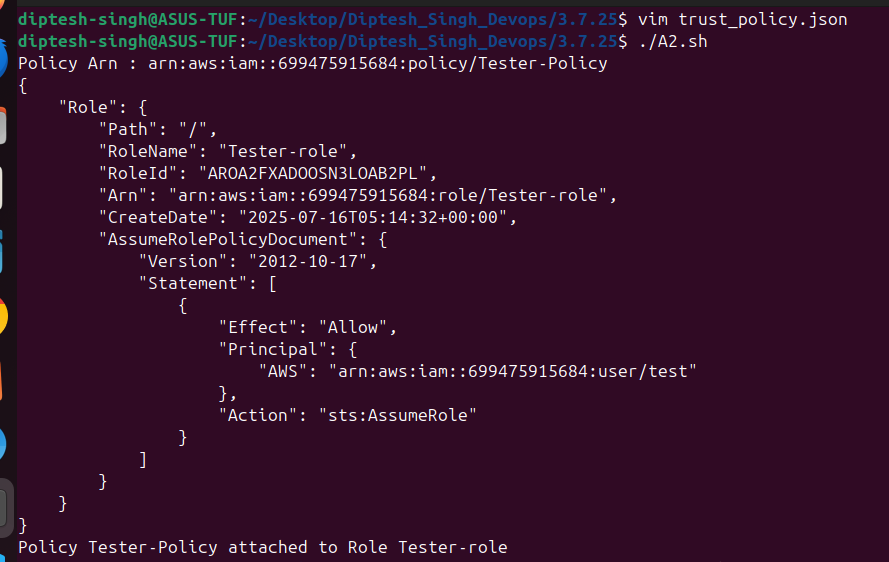 diptesh-singh@ASUS-TUF:~/Desktop/Diptesh_Singh_Devops/3.7.25$ vim trust_policy.json
diptesh-singh@ASUS-TUF:~/Desktop/Diptesh_Singh_Devops/3.7.25$ ./A2.sh
Policy Arn : arn:aws:iam::699475915684:policy/Tester-Policy
{
    "Role": {
        "Path": "/",
        "RoleName": "Tester-role",
        "RoleId": "AROA2FXADOOSN3LOAB2PL",
        "Arn": "arn:aws:iam::699475915684:role/Tester-role",
        "CreateDate": "2025-07-16T05:14:32+00:00",
        "AssumeRolePolicyDocument": {
            "Version": "2012-10-17",
            "Statement": [
                {
                    "Effect": "Allow",
                    "Principal": {
                        "AWS": "arn:aws:iam::699475915684:user/test"
                    },
                    "Action": "sts:AssumeRole"
                }
            ]
        }
    }
}
Policy Tester-Policy attached to Role Tester-role